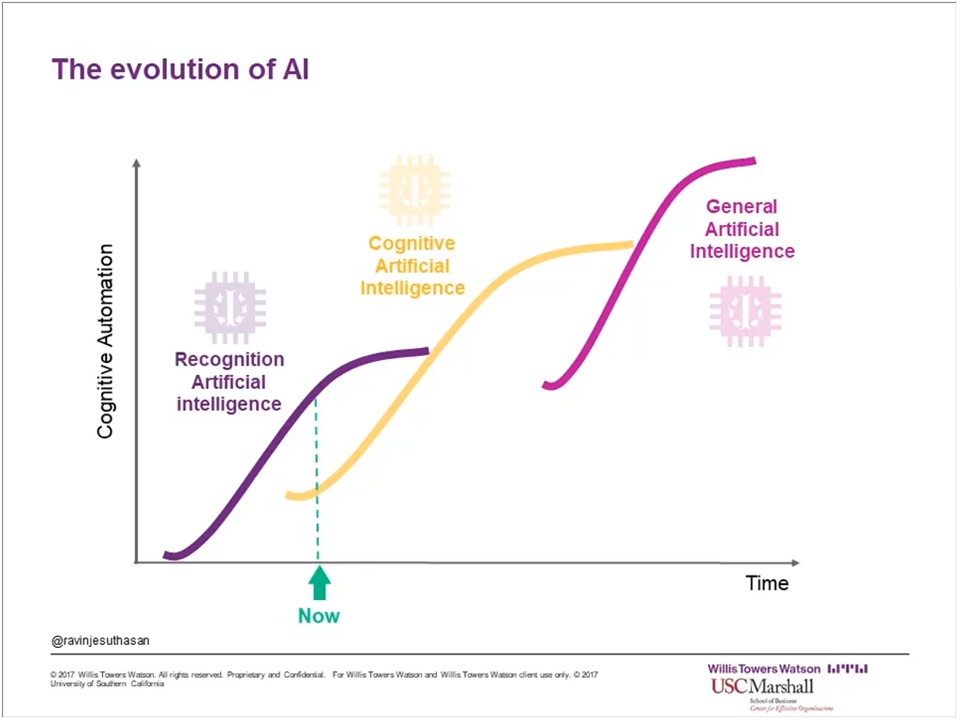 The evolution of AI
Cognitive Automation
Recognition
Artificial
intelligence
Cognitive
Artificial
Intelligence
General
Artificial
Intelligence
Now
Time
@ravinjesuthasan
© 2017 Willis Towers Watson. All rights reserved. Proprietary and Confidential. For Willis Towers Watson and Willis Towers Watson client use only. © 2017
University of Southern California
Willis Towers Watson
USC Marshall
School of Business
Center for Effective Organizations